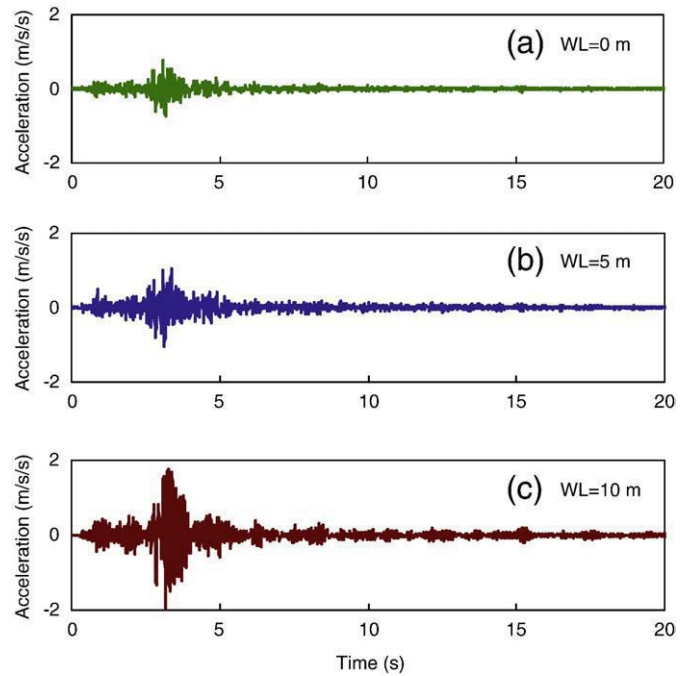 2
Acceleration (m/s/s)
(a) WL=0 m
0
-2
0 5 10 15 20
2
Acceleration (m/s/s)
(b) WL=5 m
0
-2
0 5 10 15 20
2
Acceleration (m/s/s)
(c) WL=10 m
0
-2
0 5 10 15 20
Time (s)